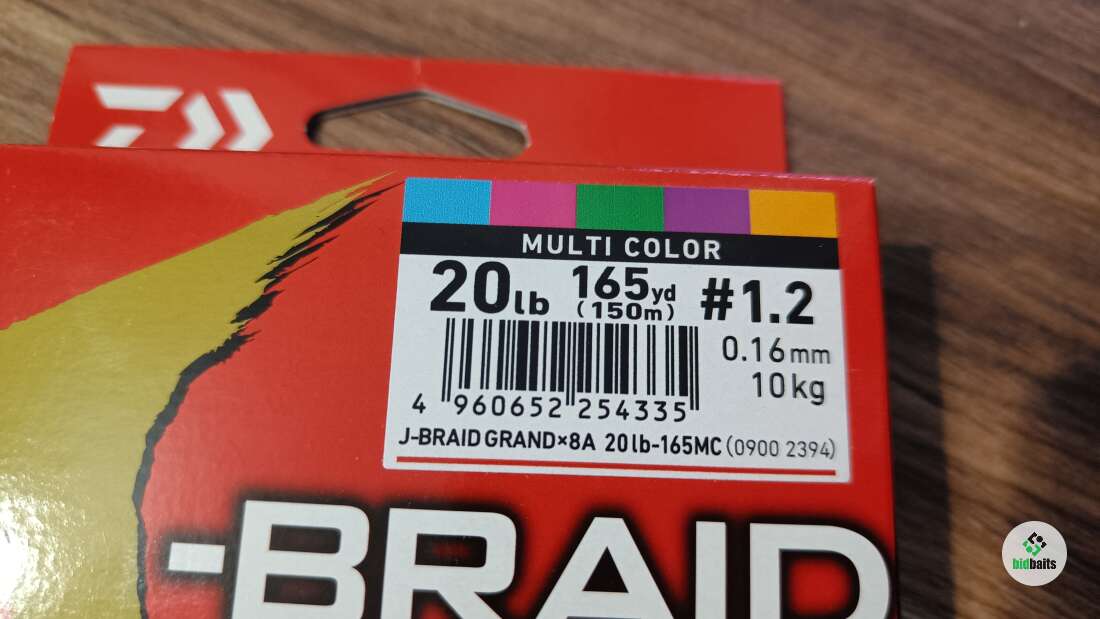 MULTI COLOR
20lb 165yd (150m) #1.2
0.16mm
10kg
4 960652 254335
J-BRAID GRAND×8A 20lb-165MC (0900 2394)
-BRAID
bidbaits